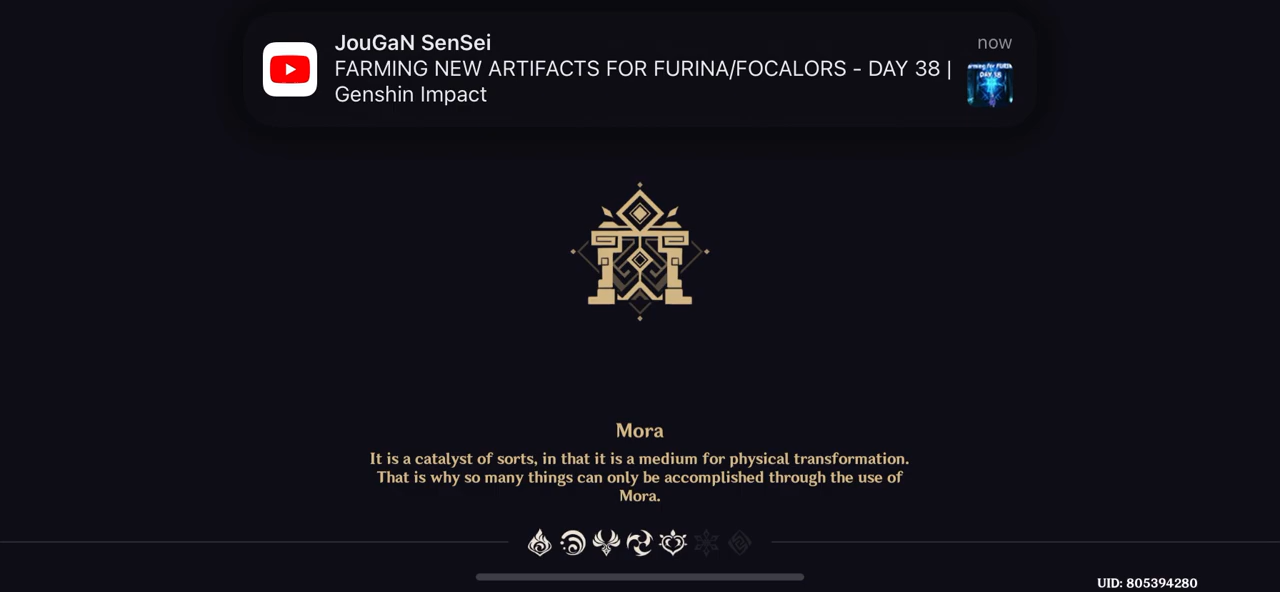 JouGaN SenSei
now
FARMING NEW ARTIFACTS FOR FURINA/FOCALORS - DAY 38 |
Genshin Impact
DAY 38
Mora
It is a catalyst of sorts, in that it is a medium for physical transformation.
That is why so many things can only be accomplished through the use of
Mora.
UID: 805394280